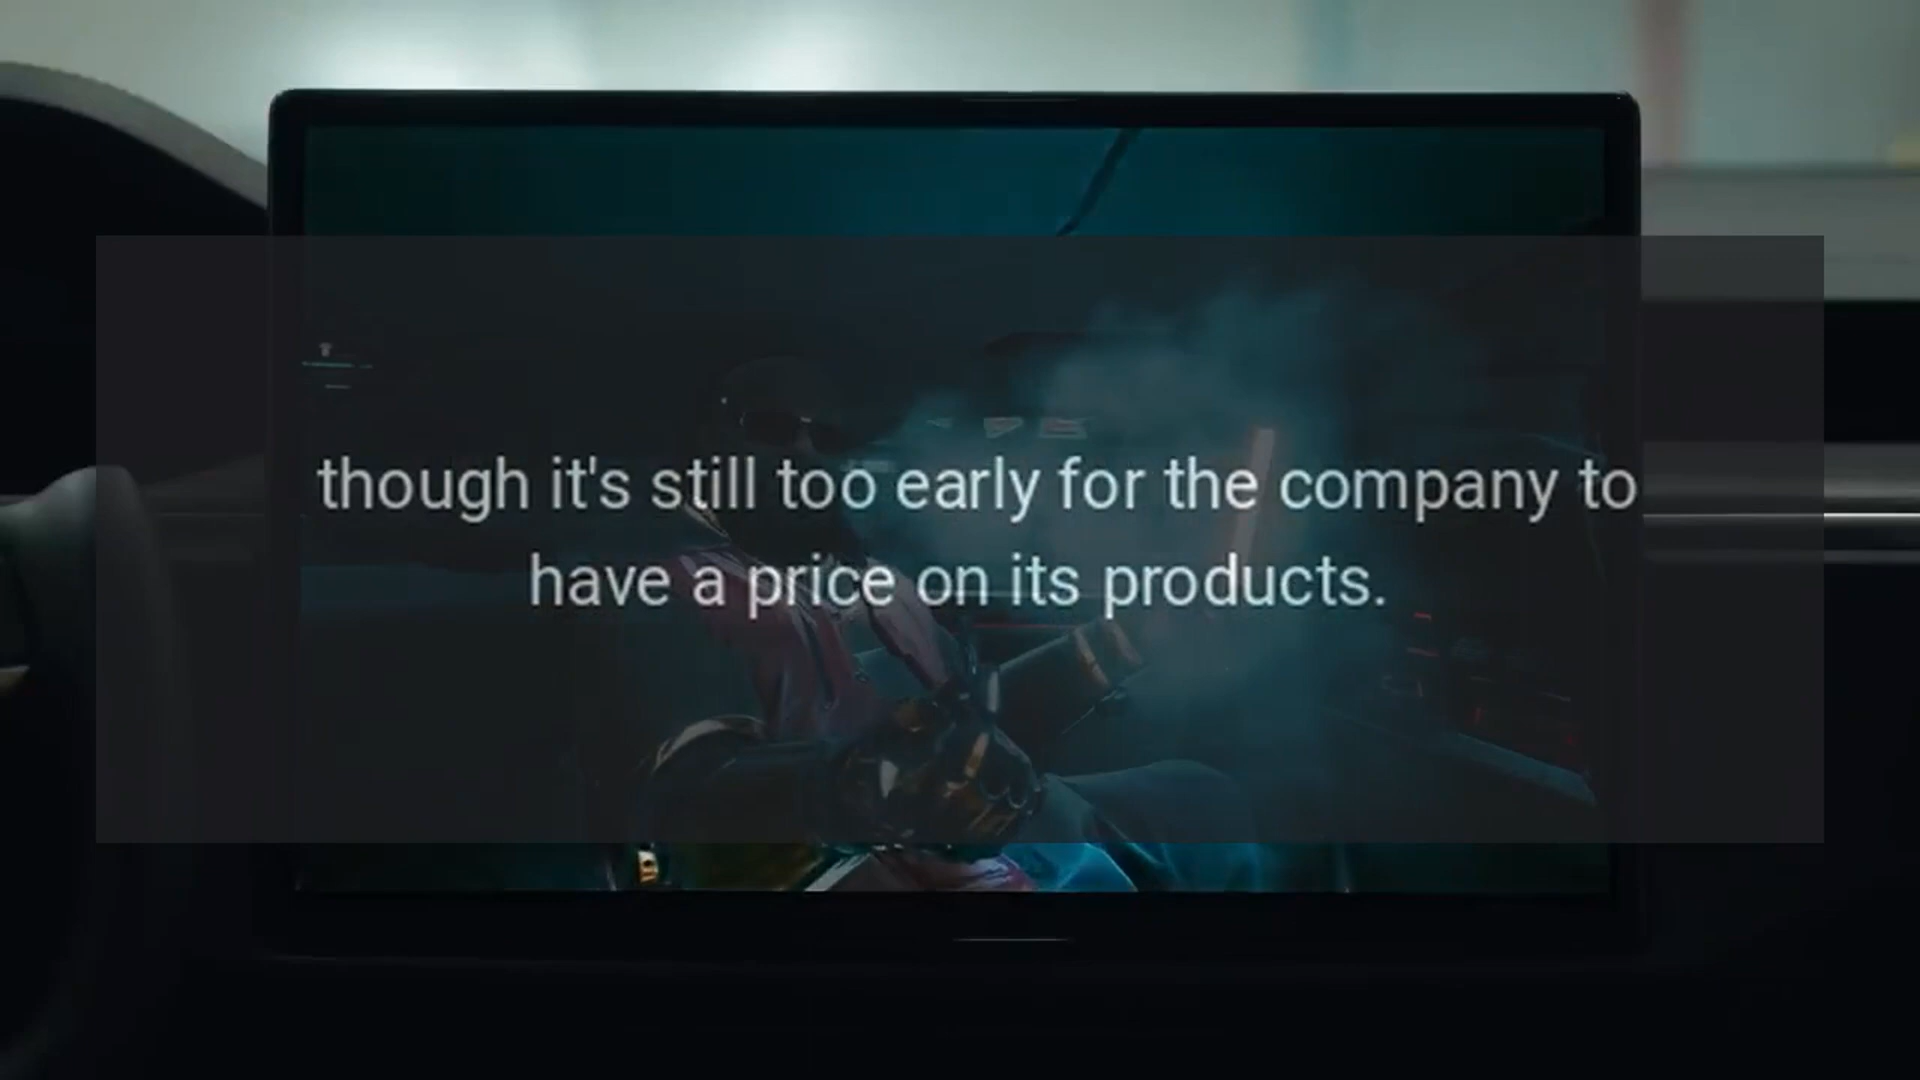 though it's still too early for the company to
have a price on its products.